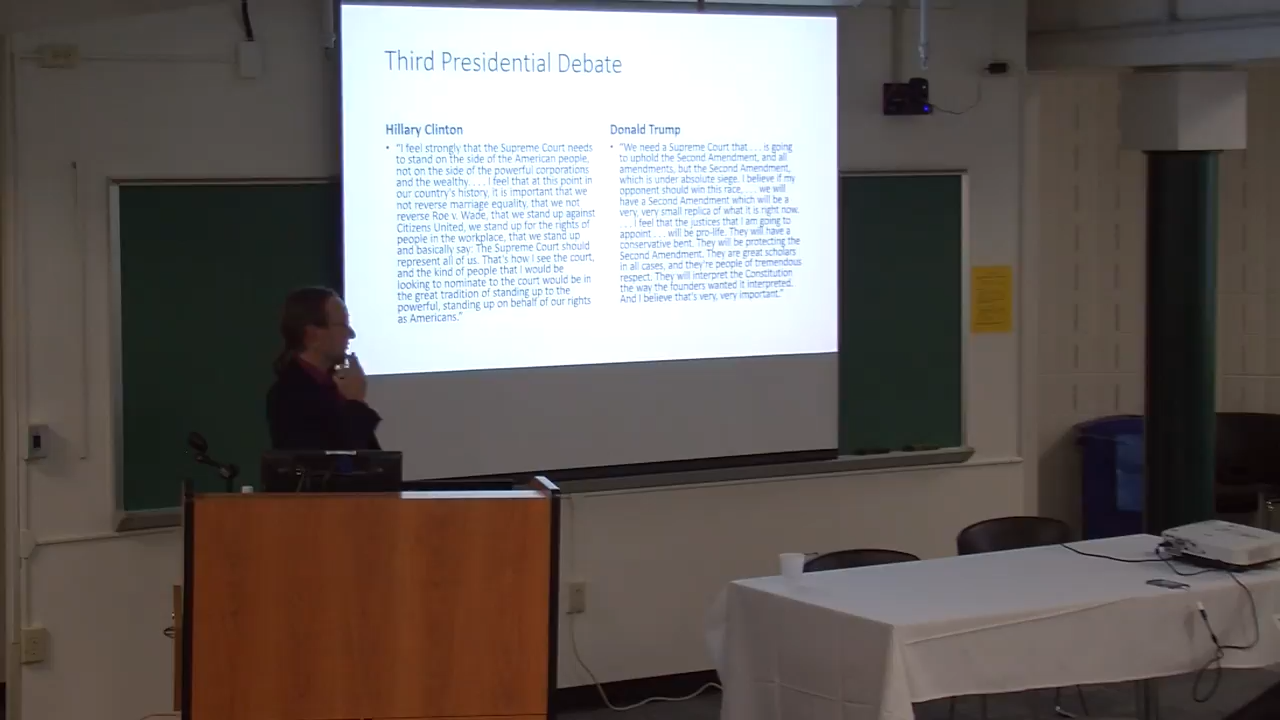 Third Presidential Debate
Hillary Clinton
• "I feel strongly that the Supreme Court needs
to stand on the side of the American people,
not on the side of the powerful corporations
and the wealthy. . . . I feel that at this point in
our country's history, it is important that we
not reverse marriage equality, that we not
reverse Roe v. Wade, that we stand up against
Citizens United, we stand up for the rights of
people in the workplace, that we stand up
and basically say: The Supreme Court should
represent all of us. That's how I see the court,
and the kind of people that I would be
looking to nominate to the court would be in
the great tradition of standing up to the
powerful, standing up on behalf of our rights
as Americans."
Donald Trump
• "We need a Supreme Court that . . . is going
to uphold the Second Amendment, and all
amendments, but the Second Amendment,
which is under absolute siege. I believe if my
opponent should win this race, . . . we will
have a Second Amendment which will be a
very, very small replica of what it is right now.
. . . I feel that the justices that I am going to
appoint . . . will be pro-life. They will have a
conservative bent. They will be protecting the
Second Amendment. They are great scholars
in all cases, and they're people of tremendous
respect. They will interpret the Constitution
the way the founders wanted it interpreted.
And I believe that's very, very important."